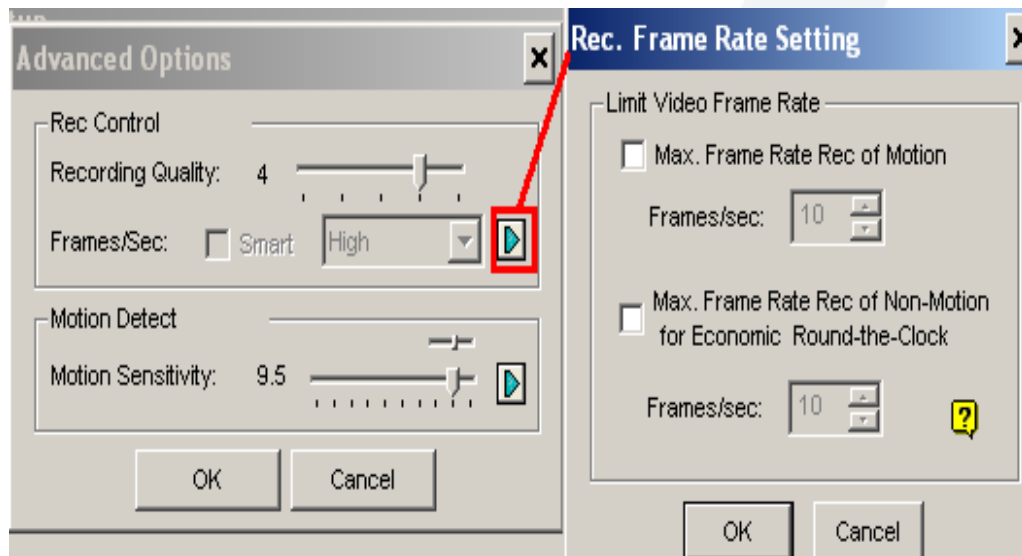 Advanced Options
Rec Control
Recording Quality: 4
Frames/Sec: Smart High
Motion Detect
Motion Sensitivity: 9.5
OK Cancel
Rec. Frame Rate Setting
Limit Video Frame Rate
Max. Frame Rate Rec of Motion
Frames/sec: 10
Max. Frame Rate Rec of Non-Motion
for Economic Round-the-Clock
Frames/sec: 10
?
OK Cancel